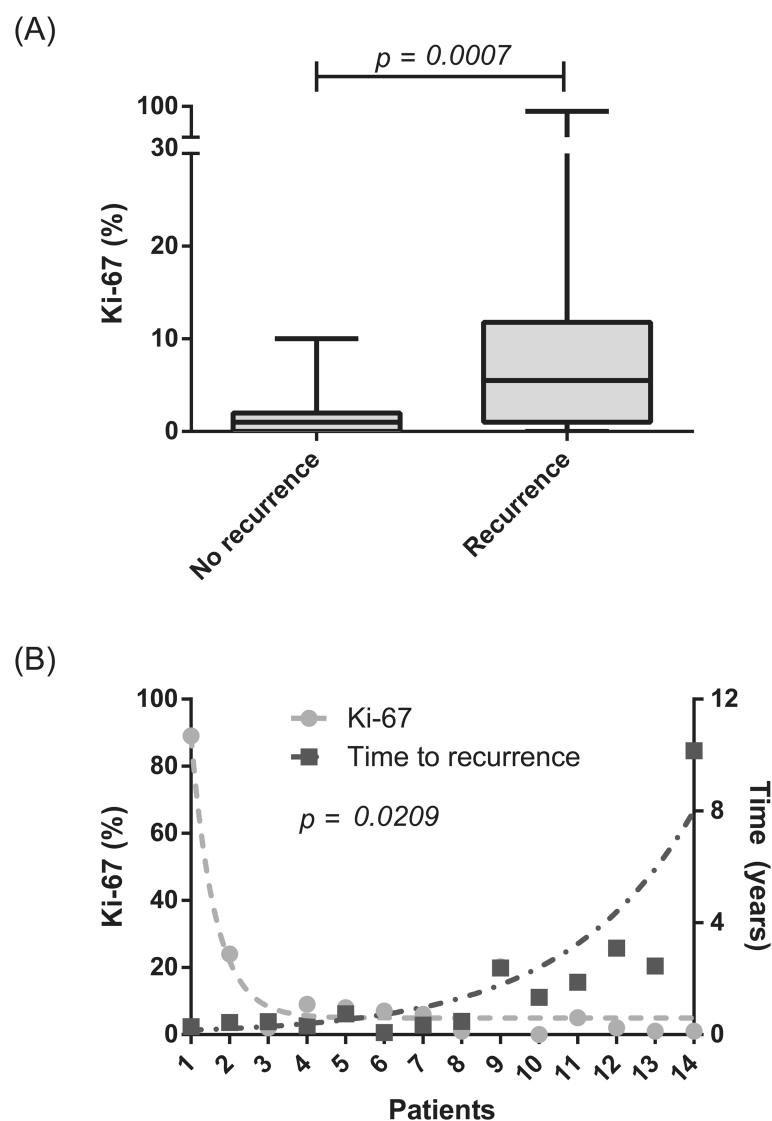 (A)
p = 0.0007
100
30
20
10
0
Ki-67 (%)
No recurrence
Recurrence
(B)
Ki-67
Time to recurrence
p = 0.0209
100
80
60
40
20
0
Ki-67 (%)
12
8
4
0
Time (years)
1 2 3 4 5 6 7 8 9 10 11 12 13 14
Patients